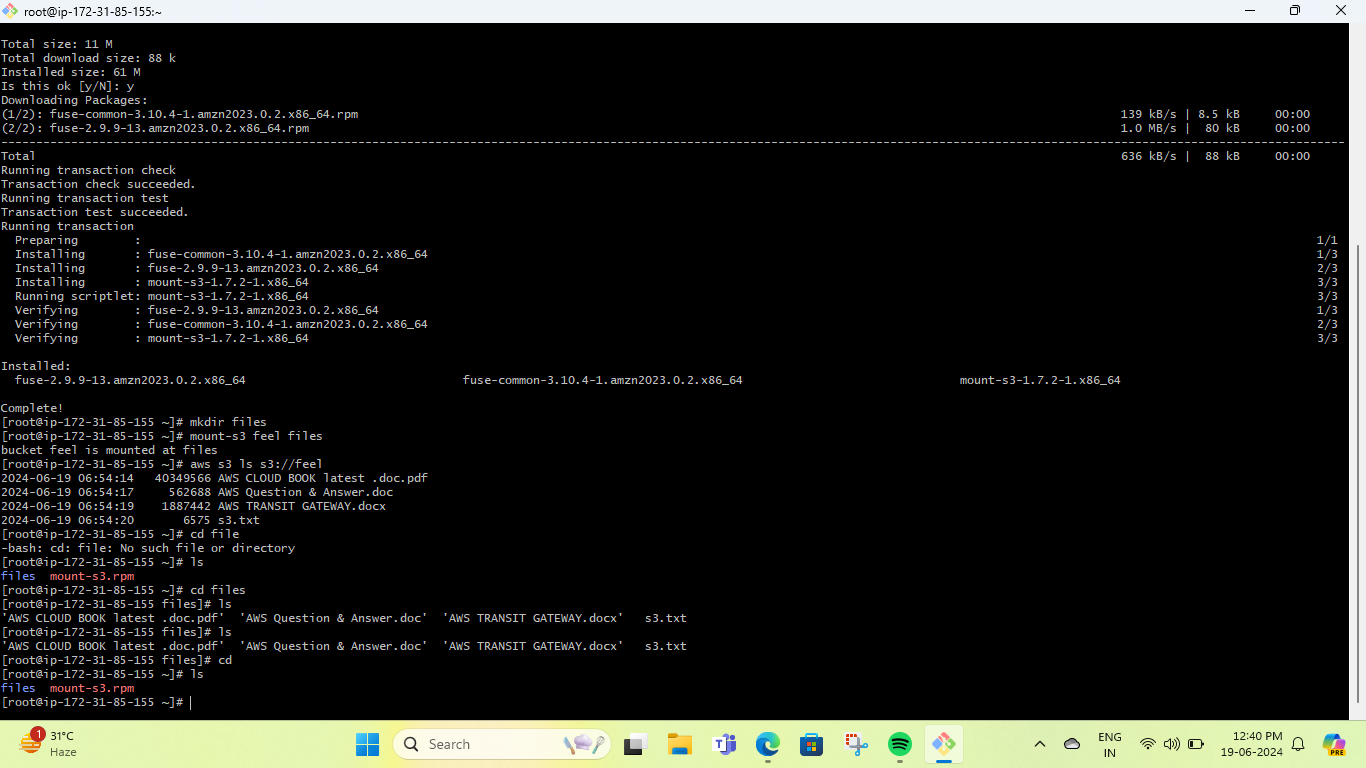 root@ip-172-31-85-155:~
Total size: 11 M
Total download size: 88 k
Installed size: 61 M
Is this ok [y/N]: y
Downloading Packages:
(1/2): fuse-common-3.10.4-1.amzn2023.0.2.x86_64.rpm 139 kB/s | 8.5 kB 00:00
(2/2): fuse-2.9.9-13.amzn2023.0.2.x86_64.rpm 1.0 MB/s | 80 kB 00:00
--------------------------------------------------------------------------------
Total 636 kB/s | 88 kB 00:00
Running transaction check
Transaction check succeeded.
Running transaction test
Transaction test succeeded.
Running transaction
Preparing : 1/1
Installing : fuse-common-3.10.4-1.amzn2023.0.2.x86_64 1/3
Installing : fuse-2.9.9-13.amzn2023.0.2.x86_64 2/3
Installing : mount-s3-1.7.2-1.x86_64 3/3
Running scriptlet: mount-s3-1.7.2-1.x86_64 3/3
Verifying : fuse-2.9.9-13.amzn2023.0.2.x86_64 1/3
Verifying : fuse-common-3.10.4-1.amzn2023.0.2.x86_64 2/3
Verifying : mount-s3-1.7.2-1.x86_64 3/3
Installed:
fuse-2.9.9-13.amzn2023.0.2.x86_64 fuse-common-3.10.4-1.amzn2023.0.2.x86_64 mount-s3-1.7.2-1.x86_64
Complete!
[root@ip-172-31-85-155 ~]# mkdir files
[root@ip-172-31-85-155 ~]# mount-s3 feel files
bucket feel is mounted at files
[root@ip-172-31-85-155 ~]# aws s3 ls s3://feel
2024-06-19 06:54:14 40349566 AWS CLOUD BOOK latest .doc.pdf
2024-06-19 06:54:17 562688 AWS Question & Answer.doc
2024-06-19 06:54:19 1887442 AWS TRANSIT GATEWAY.docx
2024-06-19 06:54:20 6575 s3.txt
[root@ip-172-31-85-155 ~]# cd file
-bash: cd: file: No such file or directory
[root@ip-172-31-85-155 ~]# ls
files mount-s3.rpm
[root@ip-172-31-85-155 ~]# cd files
[root@ip-172-31-85-155 files]# ls
'AWS CLOUD BOOK latest .doc.pdf' 'AWS Question & Answer.doc' 'AWS TRANSIT GATEWAY.docx' s3.txt
[root@ip-172-31-85-155 files]# ls
'AWS CLOUD BOOK latest .doc.pdf' 'AWS Question & Answer.doc' 'AWS TRANSIT GATEWAY.docx' s3.txt
[root@ip-172-31-85-155 files]# cd
[root@ip-172-31-85-155 ~]# ls
files mount-s3.rpm
[root@ip-172-31-85-155 ~]#
1
31°C
Haze
Search
ENG
IN
12:40 PM
19-06-2024
PRE